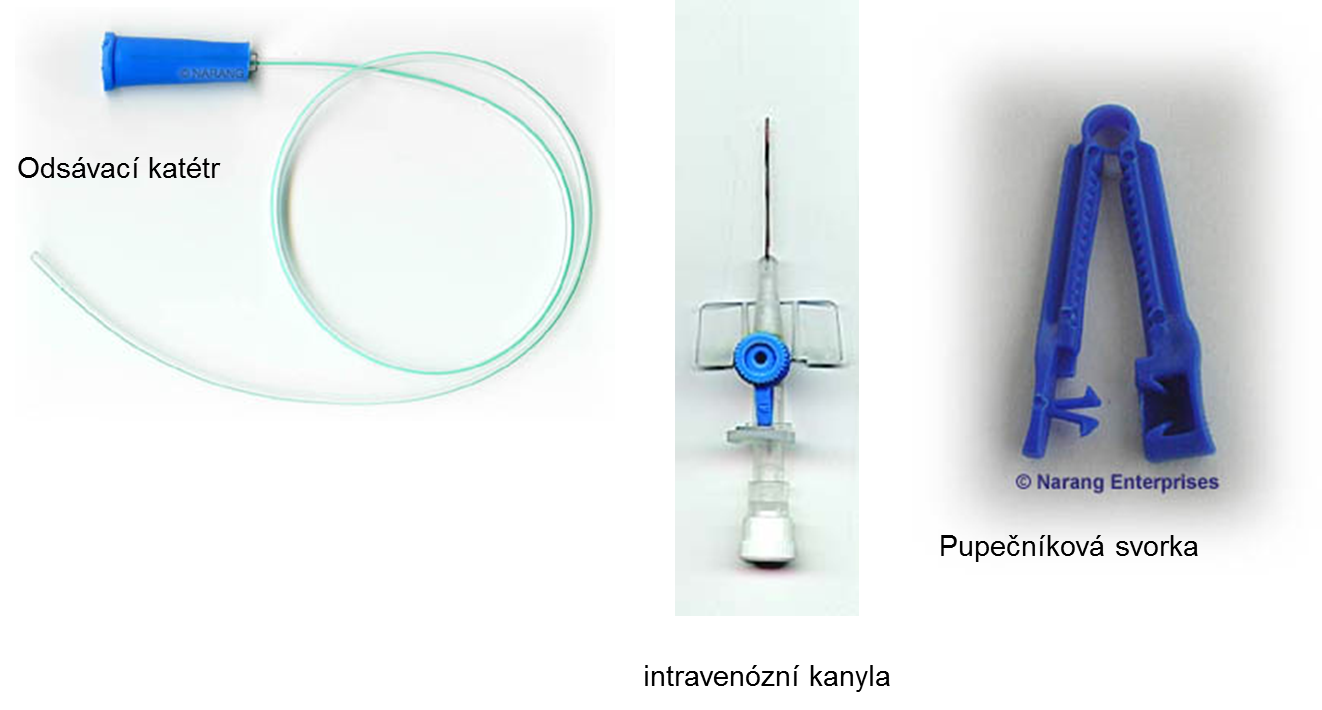 © NARANG
Odsávací katétr
© Narang Enterprises
Pupečníková svorka
intravenózní kanyla